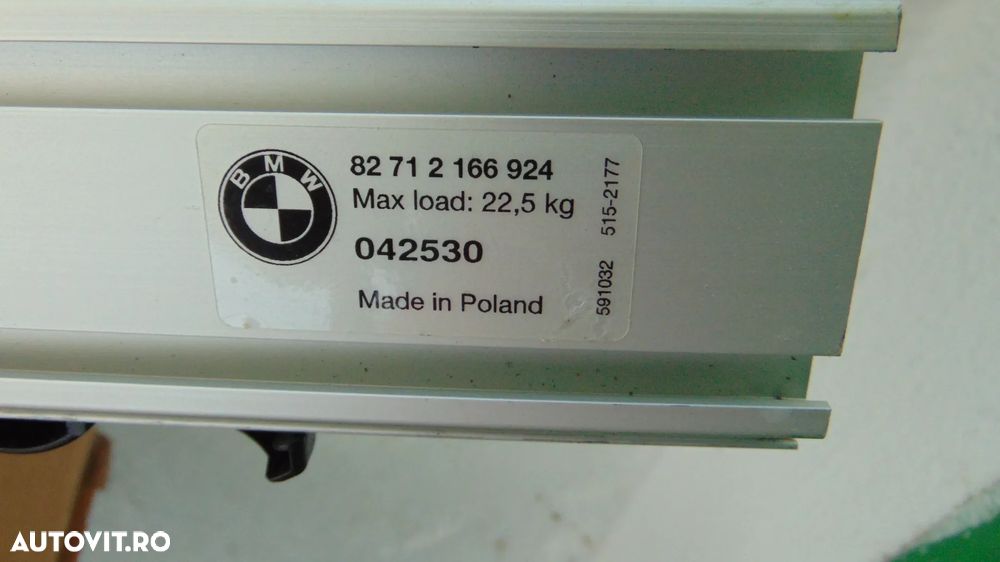 BMW
82 71 2 166 924
Max load: 22,5 kg
042530
Made in Poland
591032 515-2177
AUTOVIT.RO